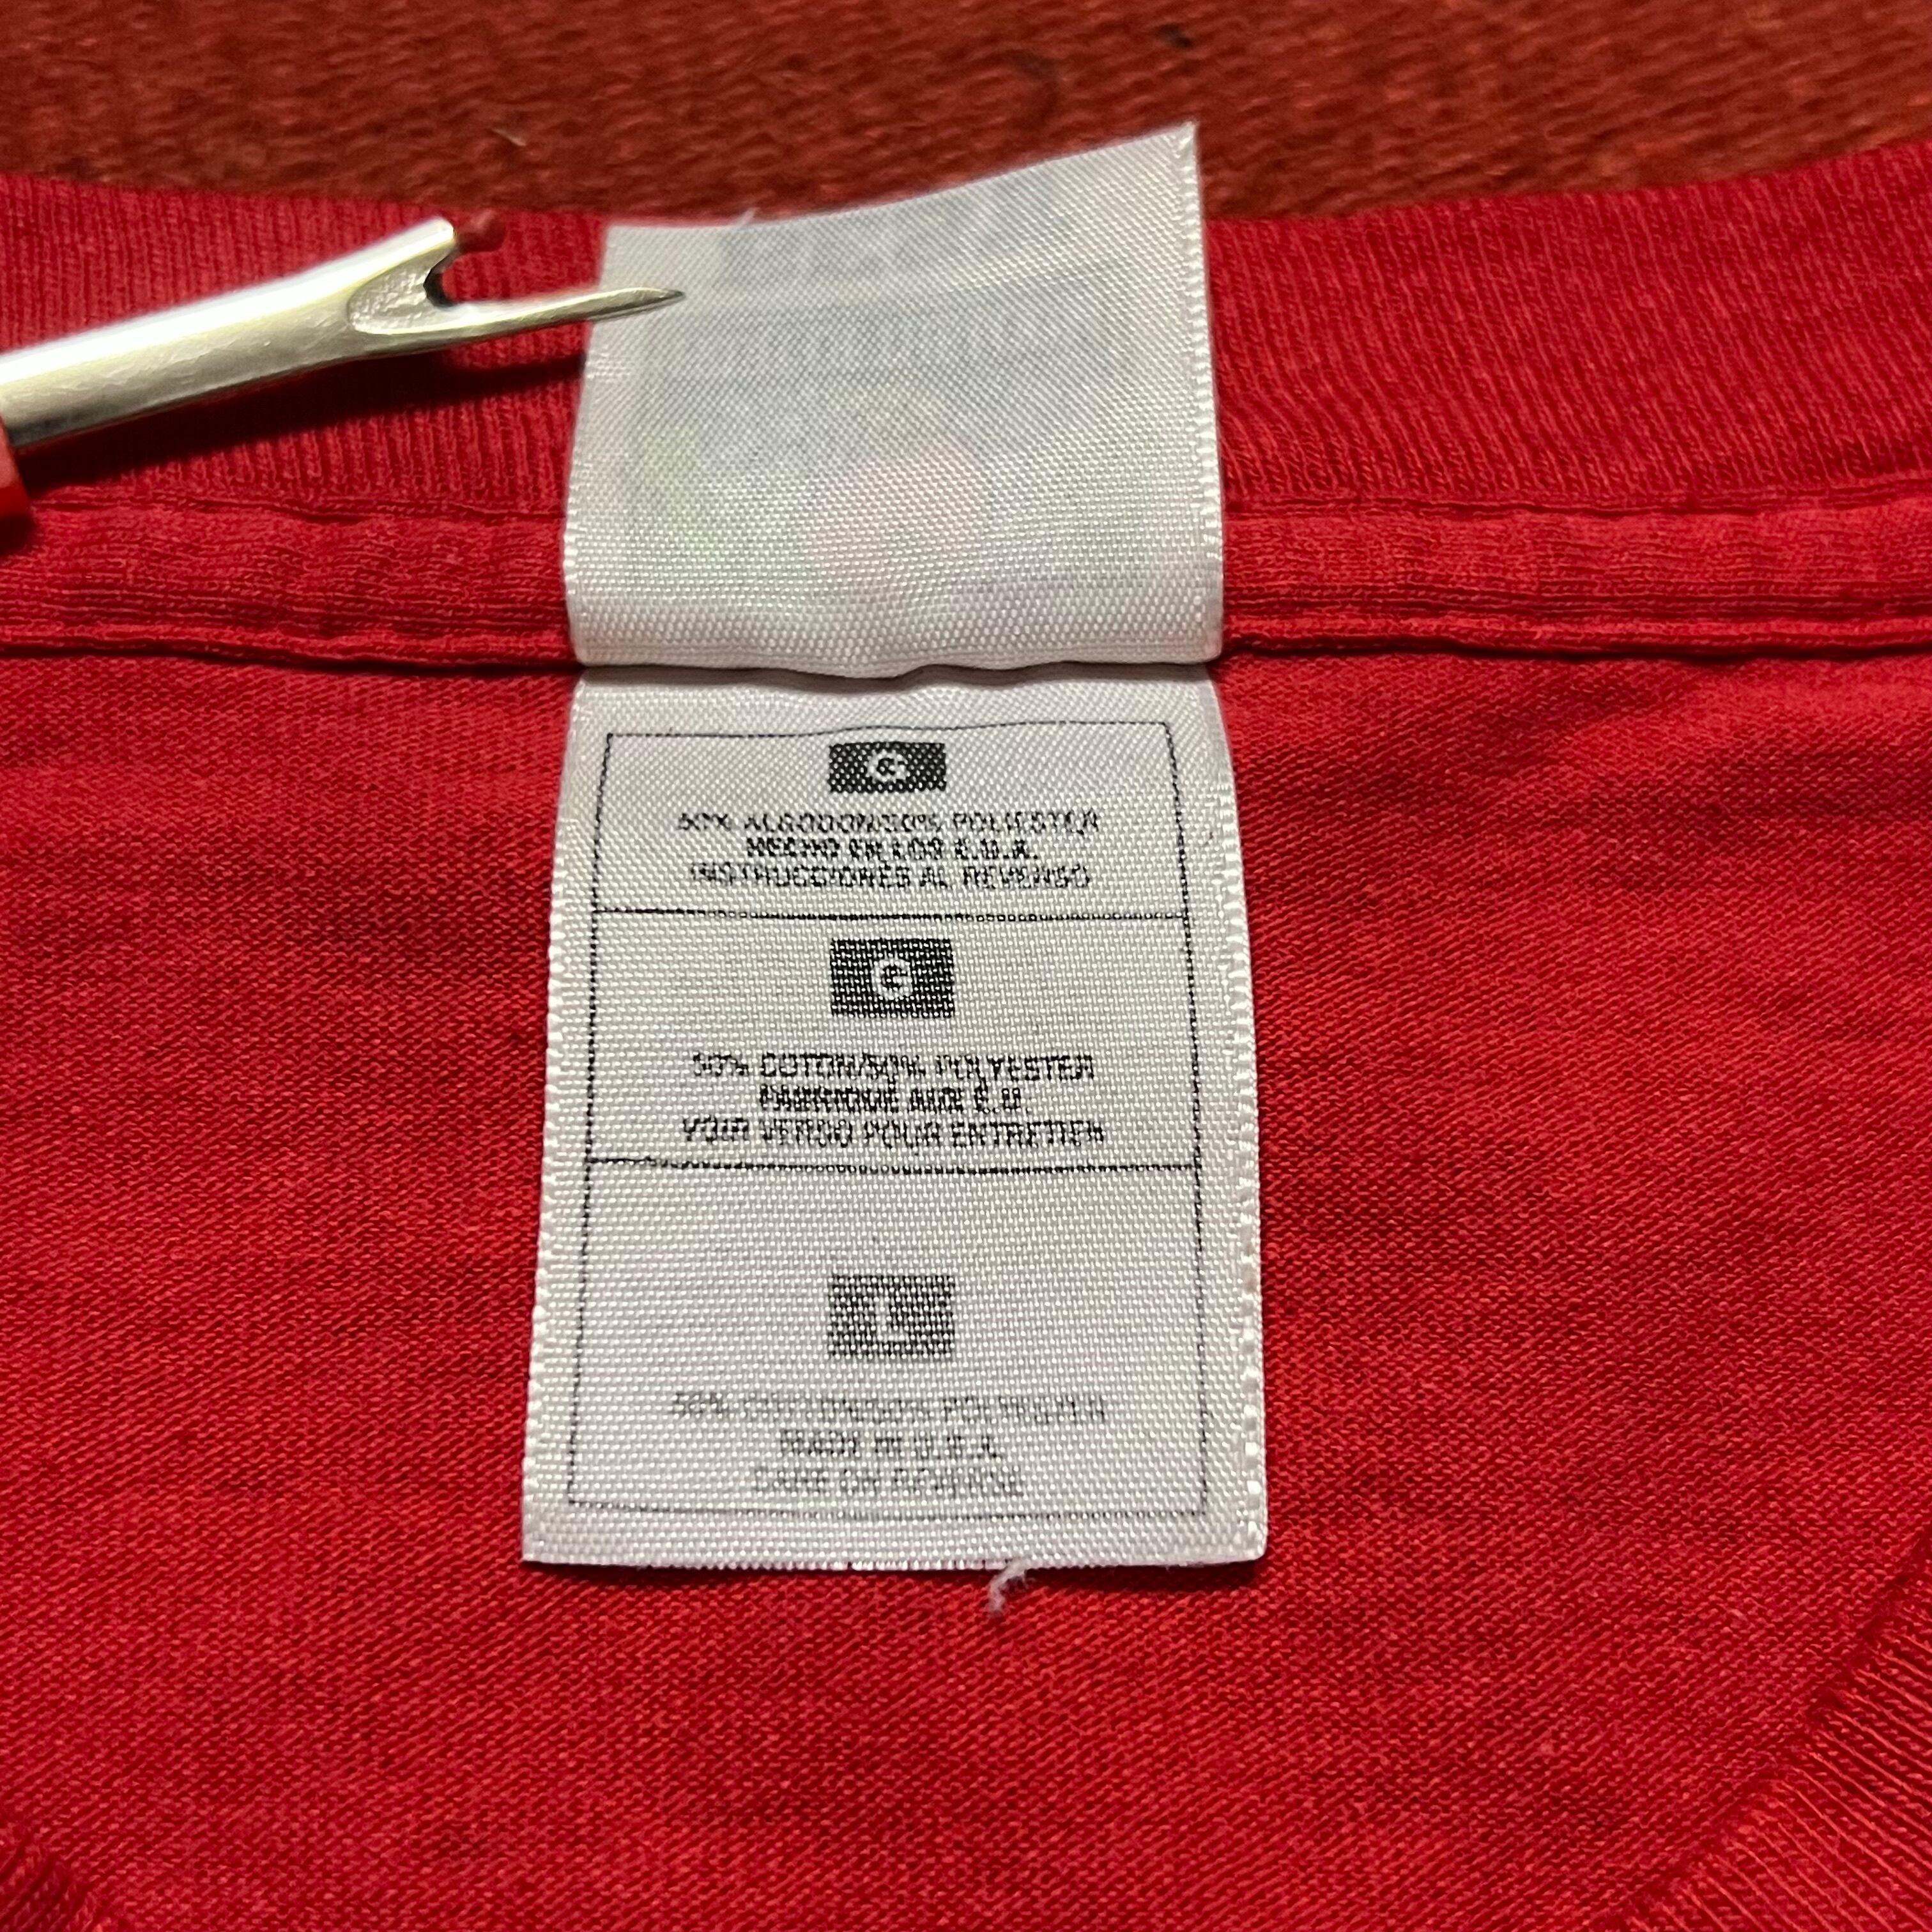 G
50% ALGODON/50% POLIESTER
HECHO EN LOS E.U.A.
INSTRUCCIONES AL REVERSO
G
50% COTON/50% POLYESTER
FABRIQUE AUX E.U.
VOIR VERSO POUR ENTRETIEN
L
50% COTTON/50% POLYESTER
MADE IN U.S.A.
CARE ON REVERSE